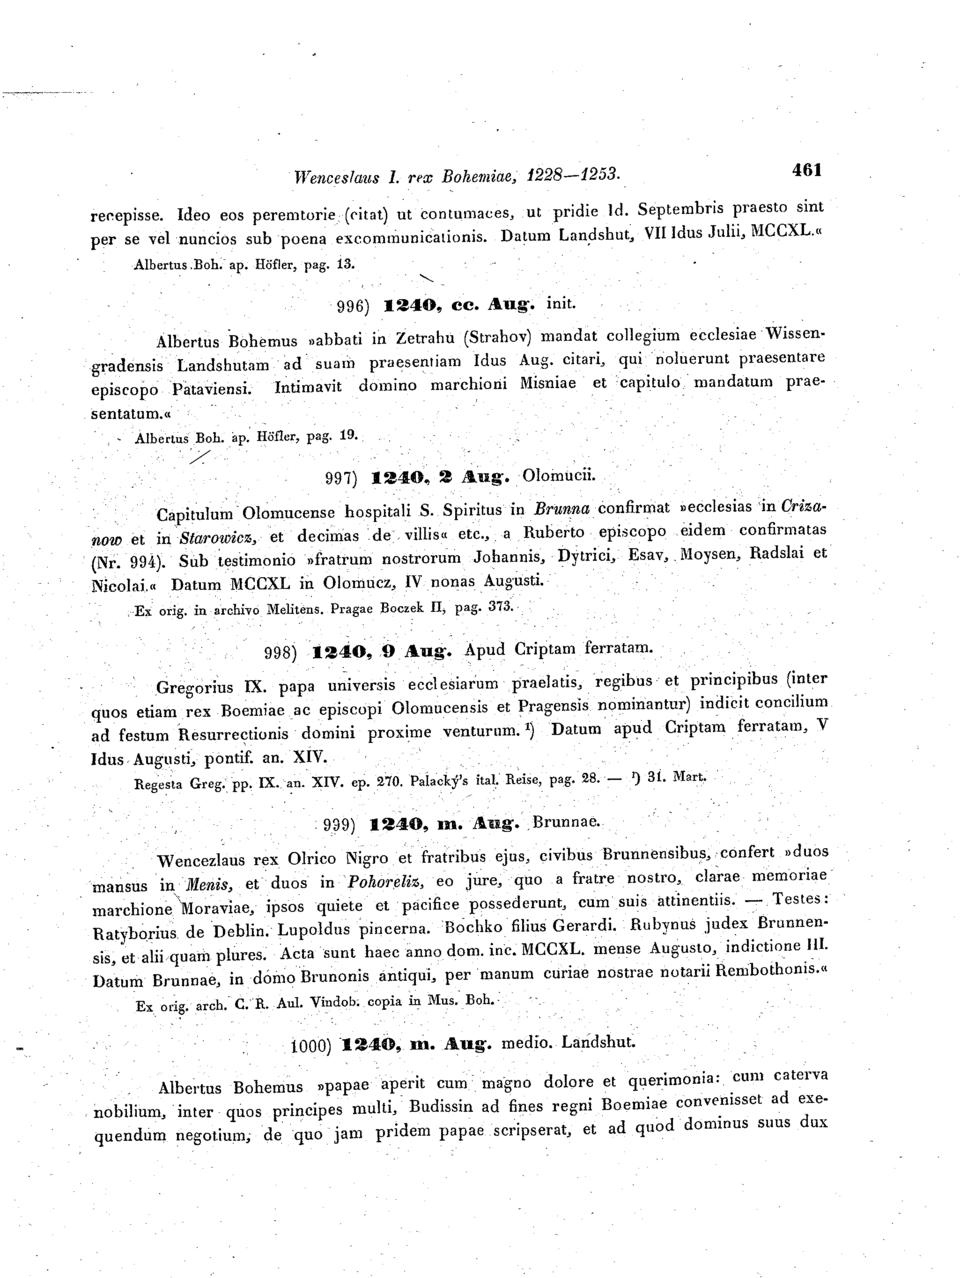 Wenceslaus I. rex Bohemiae, 1228—1253. 461
recepisse. Ideo eos peremtorie (citat) ut contumaces, ut pridie Id. Septembris praesto sint
per se vel nuncios sub poena excommunicationis. Datum Landshut, VII Idus Julii, MCCXL.«
Albertus Boh. ap. Höfler, pag. 13.
996) 1240, cc. Aug. init.
Albertus Bohemus »abbati in Zetrahu (Strahov) mandat collegium ecclesiae Wissen-
gradensis Landshutam ad suam praesentiam Idus Aug. citari, qui noluerunt praesentare
episcopo Pataviensi. Intimavit domino marchioni Misniae et capitulo mandatum prae-
sentatum.«
Albertus Boh. ap. Höfler, pag. 19.
997) 1240, 2 Aug. Olomucii.
Capitulum Olomucense hospitali S. Spiritus in Brunna confirmat »ecclesias in Criza-
now et in Starowicz, et decimas de villis« etc., a Ruberto episcopo eidem confirmatas
(Nr. 994). Sub testimonio »fratrum nostrorum Johannis, Dytrici, Esav, Moysen, Radslai et
Nicolai.« Datum MCCXL in Olomucz, IV nonas Augusti.
Ex orig. in archivo Melitens. Pragae Boczek II, pag. 373.
998) 1240, 9 Aug. Apud Criptam ferratam.
Gregorius IX. papa universis ecclesiarum praelatis, regibus et principibus (inter
quos etiam rex Boemiae ac episcopi Olomucensis et Pragensis nominantur) indicit concilium
ad festum Resurrectionis domini proxime venturum. ¹) Datum apud Criptam ferratam, V
Idus Augusti, pontif. an. XIV.
Regesta Greg. pp. IX. an. XIV. ep. 270. Palacký's ital. Reise, pag. 28. — ¹) 31. Mart.
999) 1240, m. Aug. Brunnae.
Wencezlaus rex Olrico Nigro et fratribus ejus, civibus Brunnensibus, confert »duos
mansus in Menis, et duos in Pohoreliz, eo jure, quo a fratre nostro, clarae memoriae
marchione Moraviae, ipsos quiete et pacifice possederunt, cum suis attinentiis. — Testes:
Ratyborius de Deblin. Lupoldus pincerna. Bochko filius Gerardi. Rubynus judex Brunnen-
sis, et alii quam plures. Acta sunt haec anno dom. inc. MCCXL. mense Augusto, indictione III.
Datum Brunnae, in domo Brunonis antiqui, per manum curiae nostrae notarii Rembothonis.«
Ex orig. arch. C. R. Aul. Vindob. copia in Mus. Boh.
1000) 1240, m. Aug. medio. Landshut.
Albertus Bohemus »papae aperit cum magno dolore et querimonia: cum caterva
nobilium, inter quos principes multi, Budissin ad fines regni Boemiae convenisset ad exe-
quendum negotium, de quo jam pridem papae scripserat, et ad quod dominus suus dux